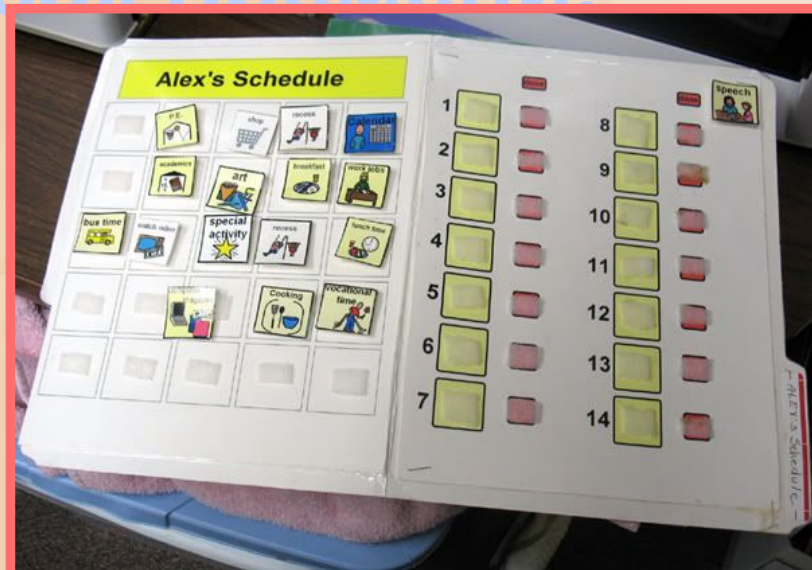 Alex's Schedule
P.E.
shop
recess
Calendar
academics
art
breakfast
work jobs
bus time
watch video
special
activity
recess
lunch time
Cooking
vocational
time
1
2
3
4
5
6
7
8
9
10
11
12
13
14
speech
ALEX's Schedule